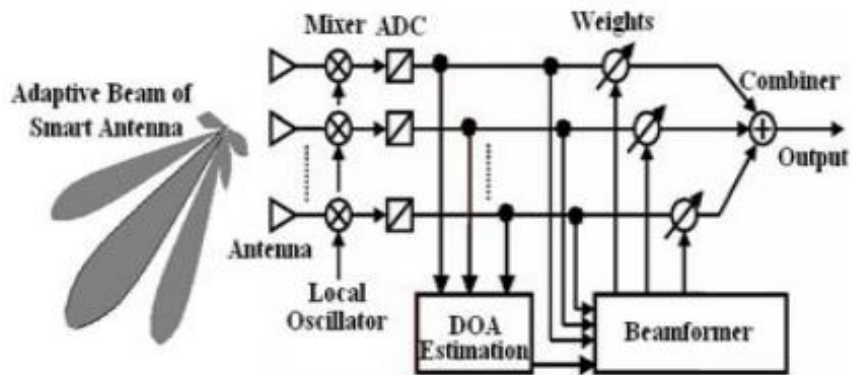 Mixer ADC
Weights
Adaptive Beam of
Smart Antenna
Combiner
Output
Antenna
Local
Oscillator
DOA
Estimation
Beamformer